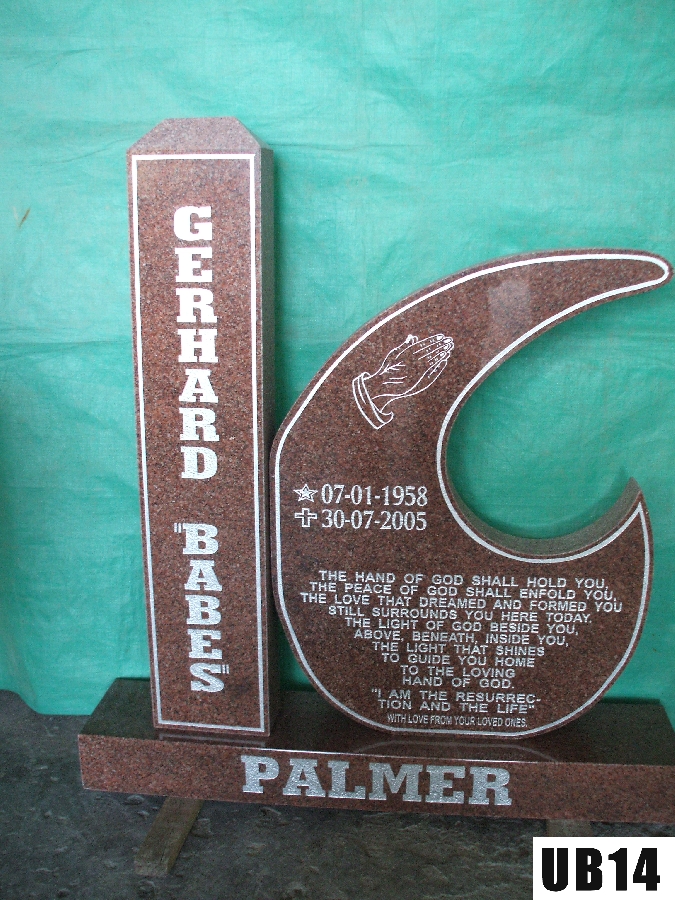 GERHARD "BABES"
07-01-1958
30-07-2005
THE HAND OF GOD SHALL HOLD YOU,
THE PEACE OF GOD SHALL ENFOLD YOU,
THE LOVE THAT DREAMED AND FORMED YOU
STILL SURROUNDS YOU HERE TODAY.
THE LIGHT OF GOD BESIDE YOU,
ABOVE, BENEATH, INSIDE YOU,
THE LIGHT THAT SHINES
TO GUIDE YOU HOME
TO THE LOVING
HAND OF GOD.
"I AM THE RESURREC-
TION AND THE LIFE"
WITH LOVE FROM YOUR LOVED ONES.
PALMER
UB14